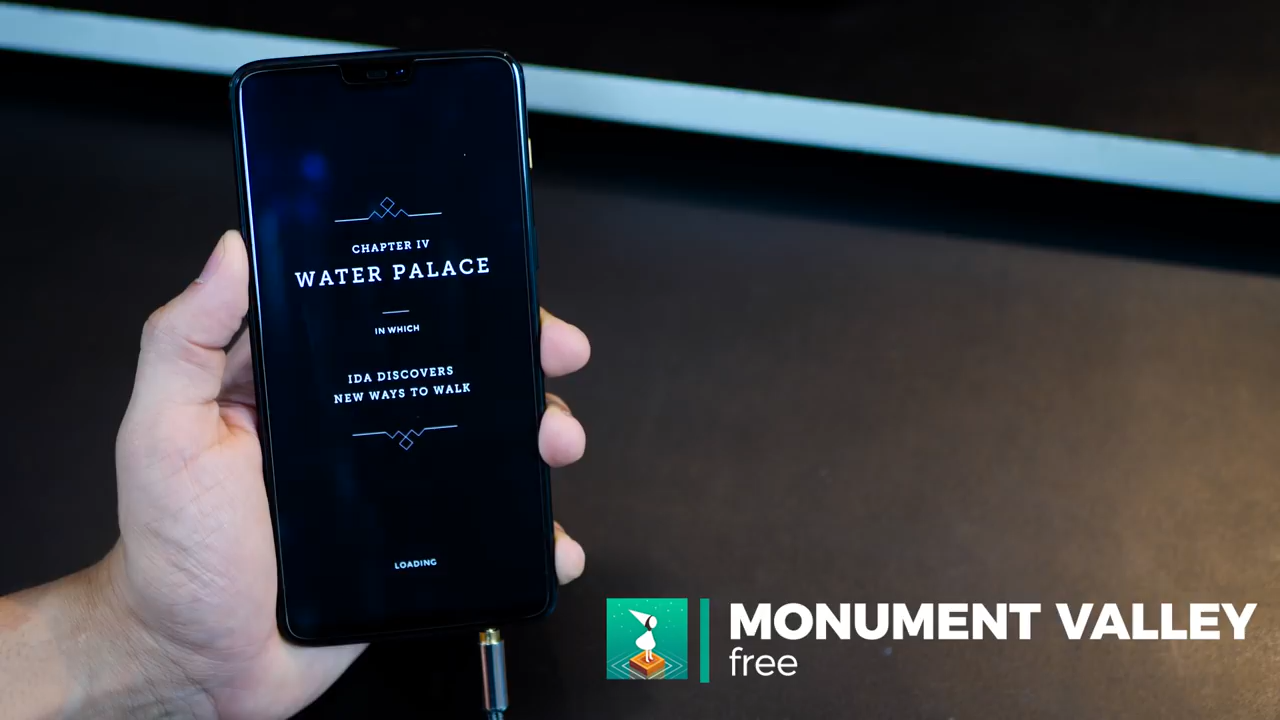 CHAPTER IV
WATER PALACE
IN WHICH
IDA DISCOVERS
NEW WAYS TO WALK
LOADING
MONUMENT VALLEY
free